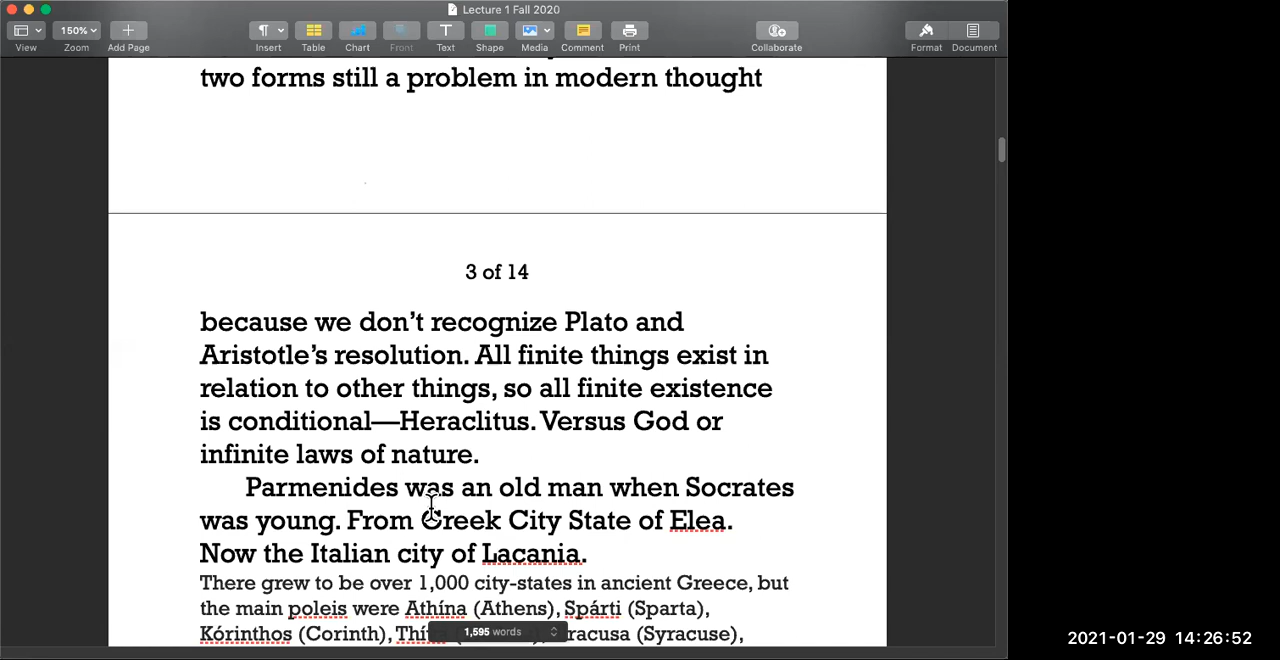 Lecture 1 Fall 2020
150%
View Zoom Add Page Insert Table Chart Front Text Shape Media Comment Print Collaborate Format Document
two forms still a problem in modern thought
3 of 14
because we don't recognize Plato and
Aristotle's resolution. All finite things exist in
relation to other things, so all finite existence
is conditional—Heraclitus. Versus God or
infinite laws of nature.
Parmenides was an old man when Socrates
was young. From Greek City State of Elea.
Now the Italian city of Lacania.
There grew to be over 1,000 city-states in ancient Greece, but
the main poleis were Athína (Athens), Spárti (Sparta),
Kórinthos (Corinth), (Syracuse),
1,595 words
2021-01-29 14:26:52